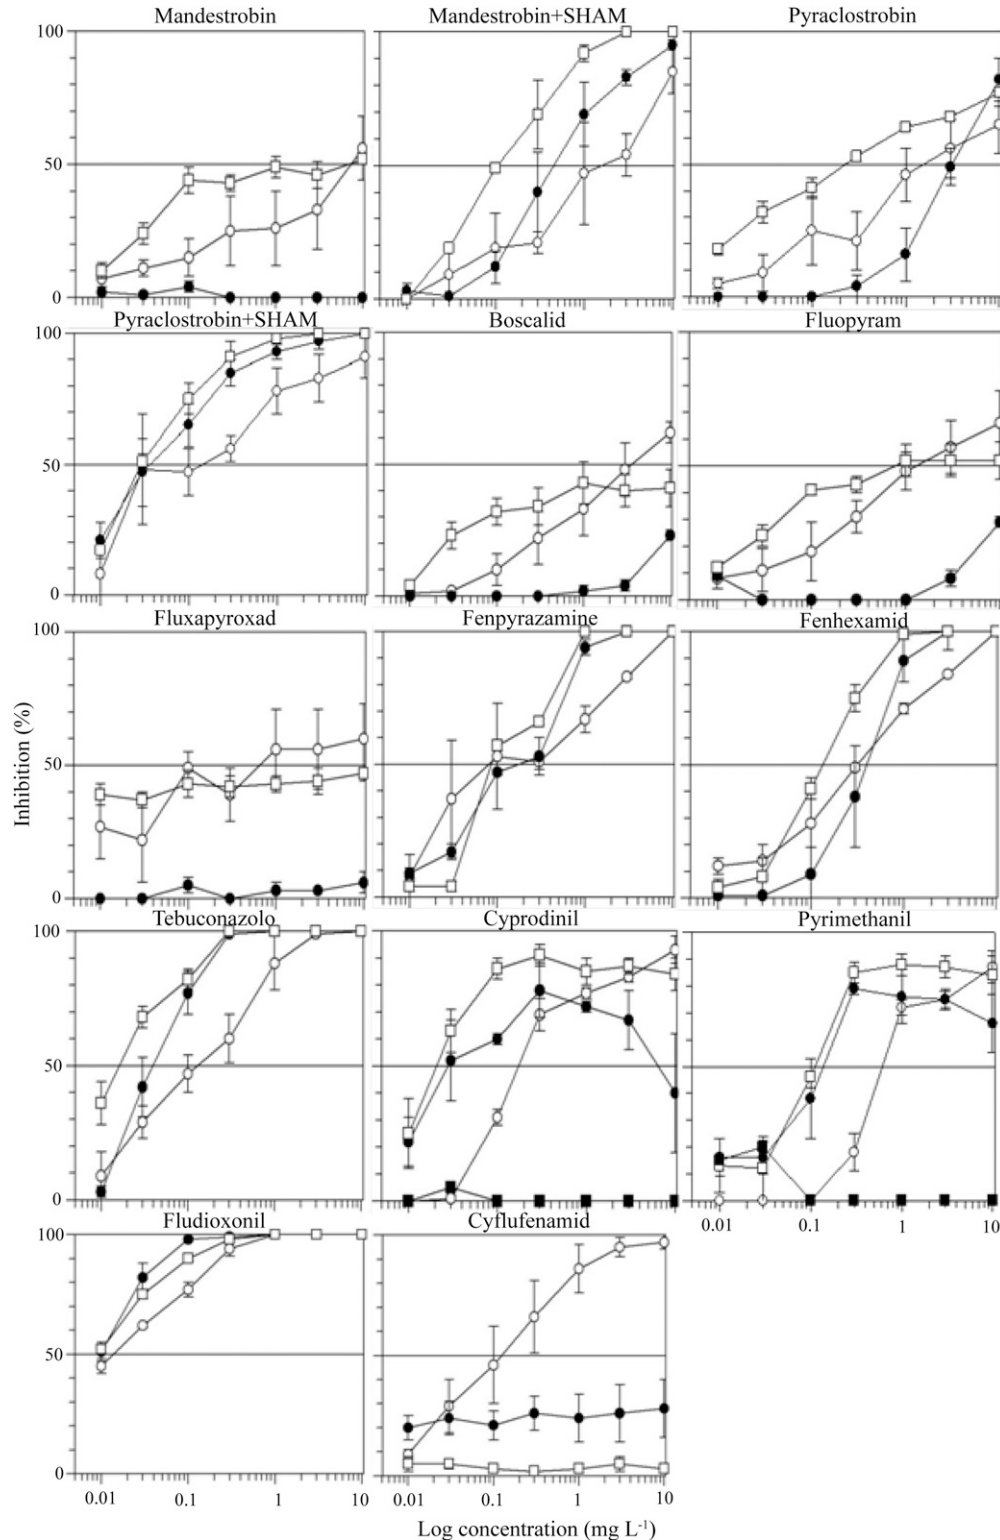 Mandestrobin
Mandestrobin+SHAM
Pyraclostrobin
100
50
0
Pyraclostrobin+SHAM
Boscalid
Fluopyram
100
50
0
Fluxapyroxad
Fenpyrazamine
Fenhexamid
100
50
0
Inhibition (%)
Tebuconazolo
Cyprodinil
Pyrimethanil
100
50
0
0.01 0.1 1 10
Fludioxonil
Cyflufenamid
100
50
0
0.01 0.1 1 10
0.01 0.1 1 10
Log concentration (mg L⁻¹)